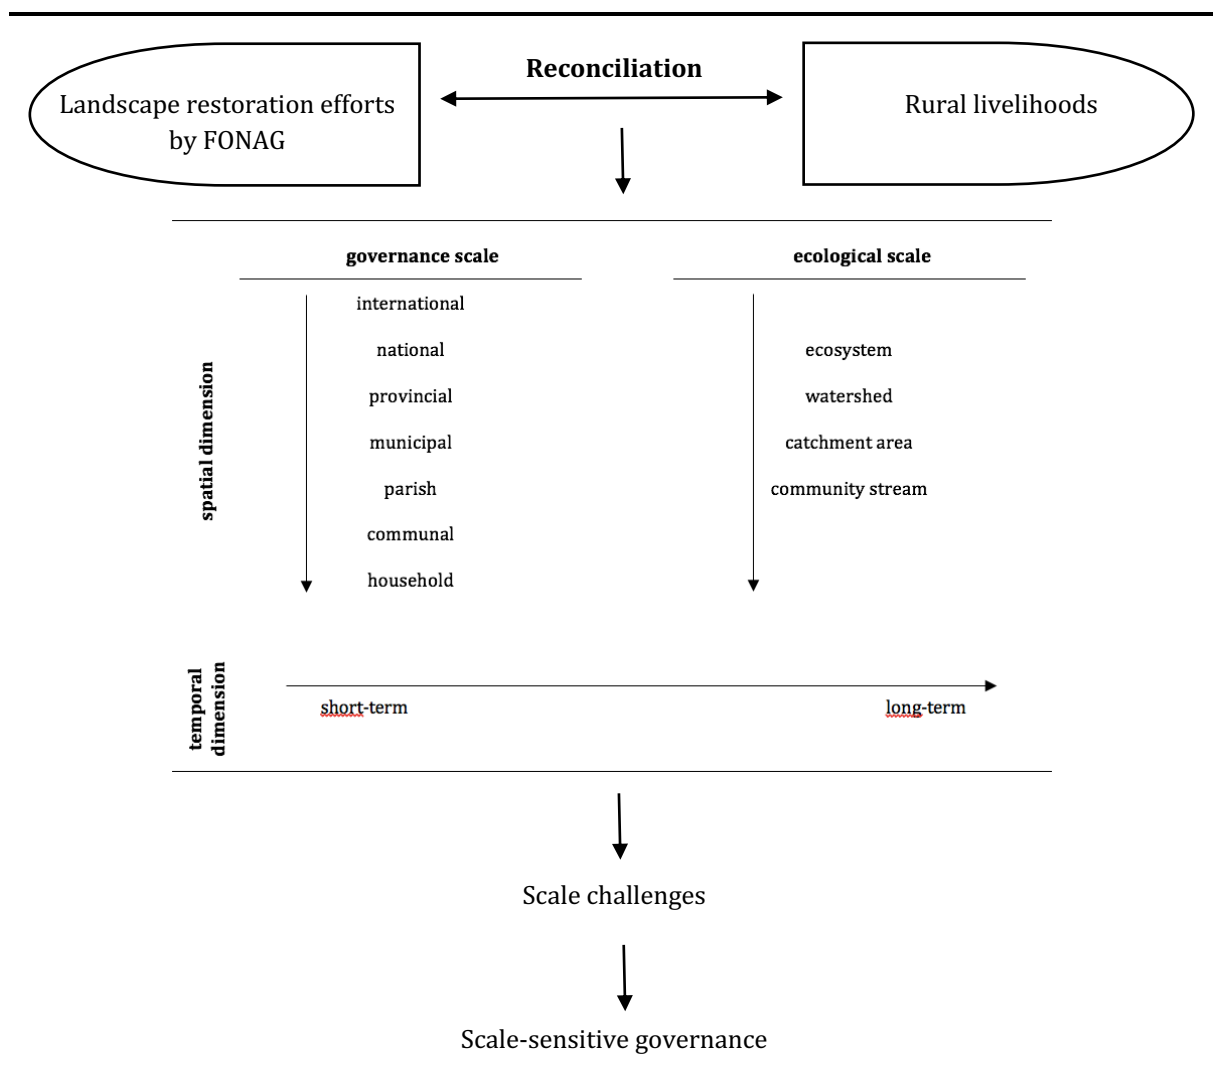 Reconciliation
Landscape restoration efforts
by FONAG
Rural livelihoods
governance scale
ecological scale
international
national
ecosystem
provincial
watershed
municipal
catchment area
parish
community stream
communal
household
spatial dimension
temporal
dimension
short-term
long-term
Scale challenges
Scale-sensitive governance